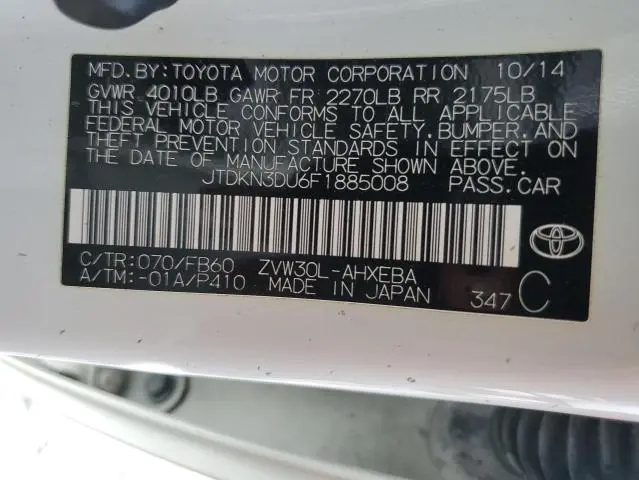 MFD.BY:TOYOTA MOTOR CORPORATION 10/14
GVWR 4010LB GAWR FR 2270LB RR 2175LB
THIS VEHICLE CONFORMS TO ALL APPLICABLE
FEDERAL MOTOR VEHICLE SAFETY,BUMPER,AND
THEFT PREVENTION STANDARDS IN EFFECT ON
THE DATE OF MANUFACTURE SHOWN ABOVE.
JTDKN3DU6F1885008 PASS.CAR
C/TR:070/FB60 ZVW30L-AHXEBA
A/TM:-01A/P410 MADE IN JAPAN 347 C